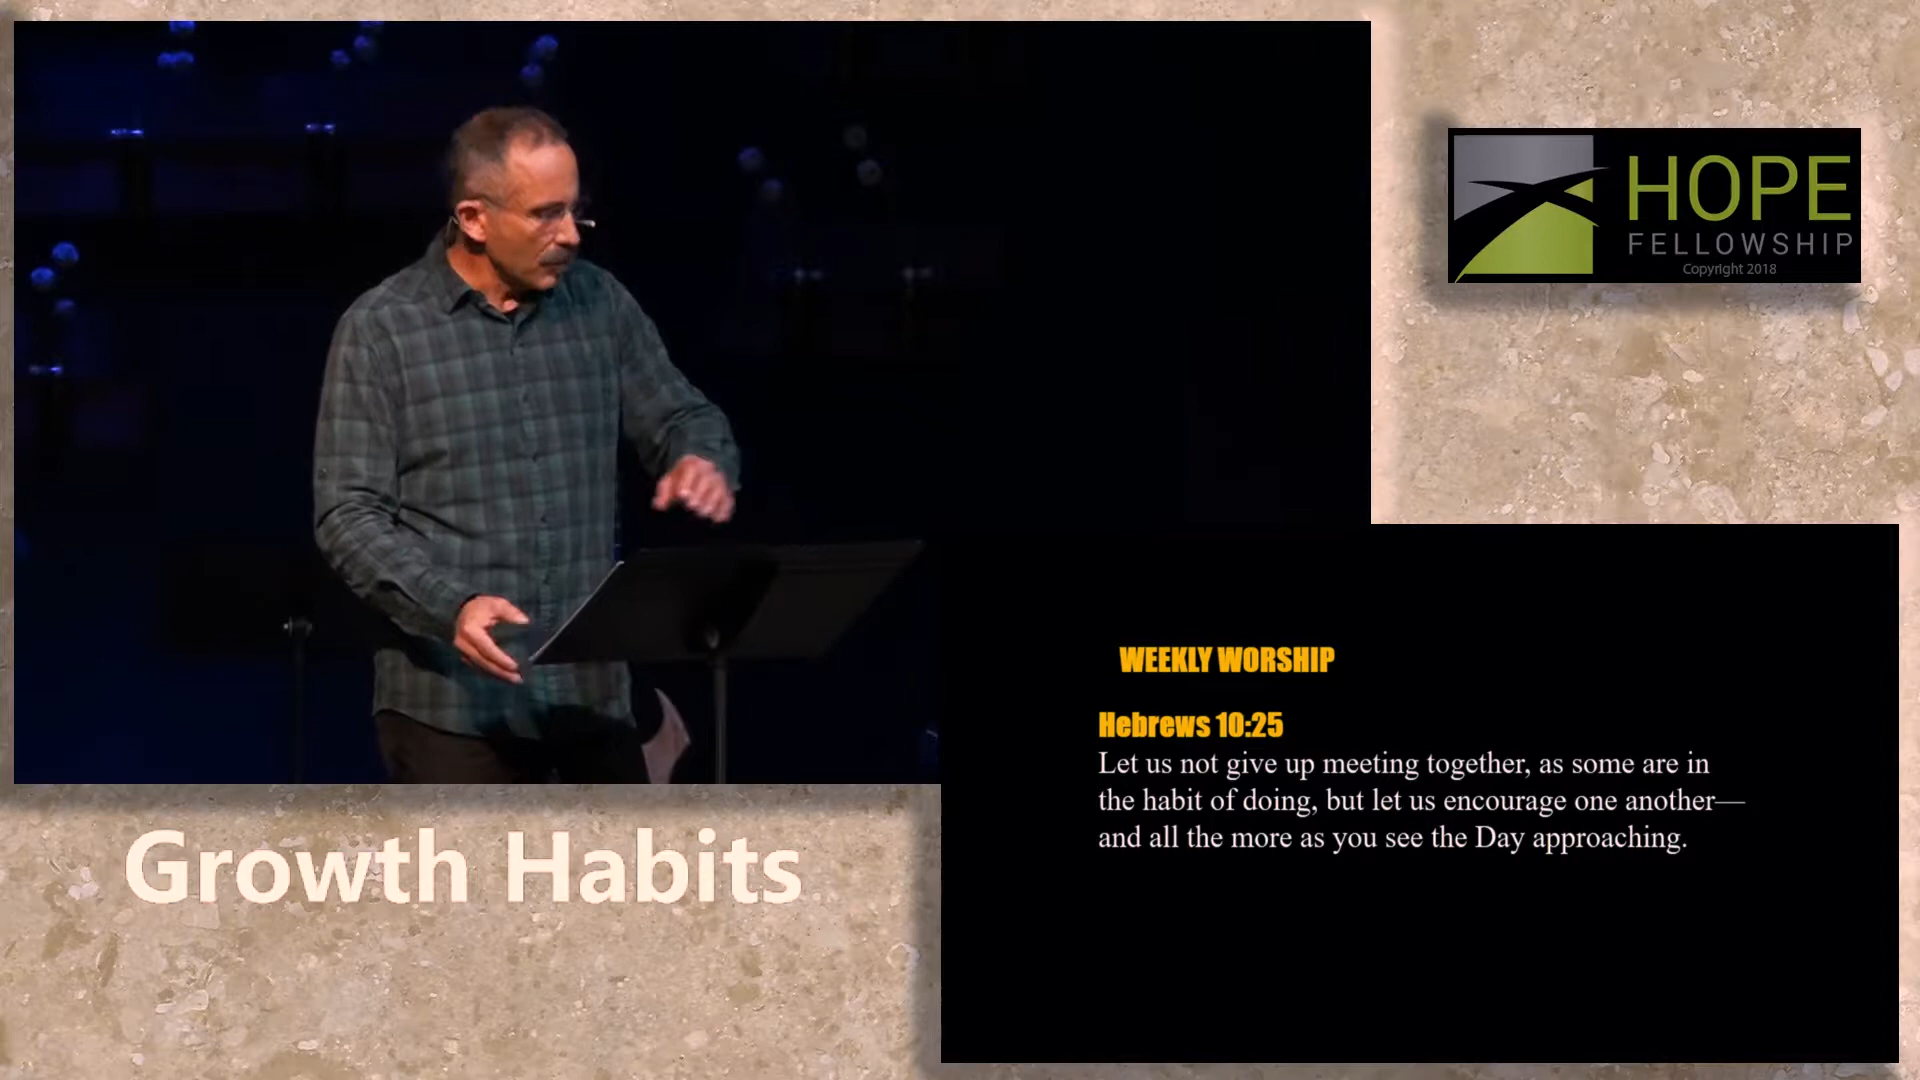 HOPE
FELLOWSHIP
Copyright 2018
WEEKLY WORSHIP
Hebrews 10:25
Let us not give up meeting together, as some are in
the habit of doing, but let us encourage one another—
and all the more as you see the Day approaching.
Growth Habits